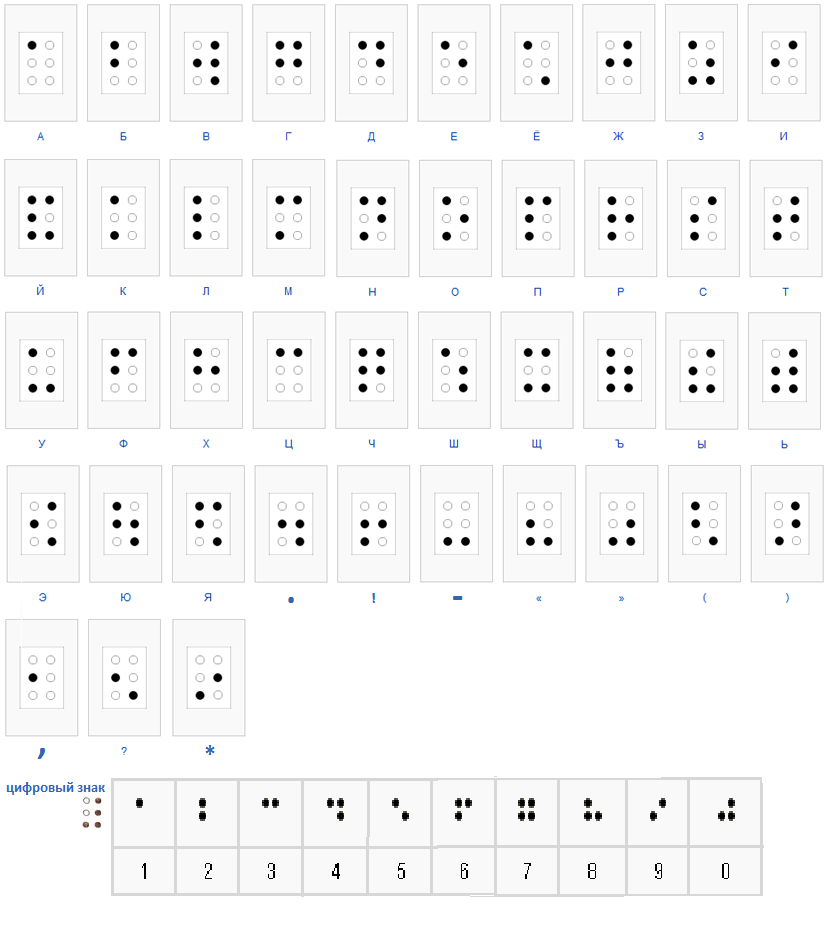 А Б В Г Д Е Ё Ж З И
Й К Л М Н О П Р С Т
У Ф Х Ц Ч Ш Щ Ъ Ы Ь
Э Ю Я . ! - « » ( )
, ? *
цифровый знак
1 2 3 4 5 6 7 8 9 0